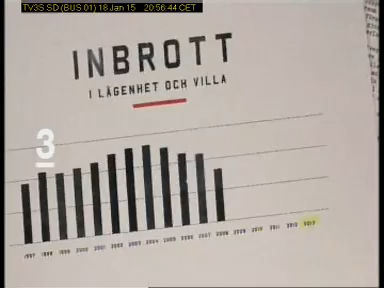 TV3S SD (BUS 01) 18 Jan 15 20:56:44 CET
INBROTT
I LÄGENHET OCH VILLA
3
1997 1998 1999 2000 2001 2002 2003 2004 2005 2006 2007 2008 2009 2010 2011 2012 2013